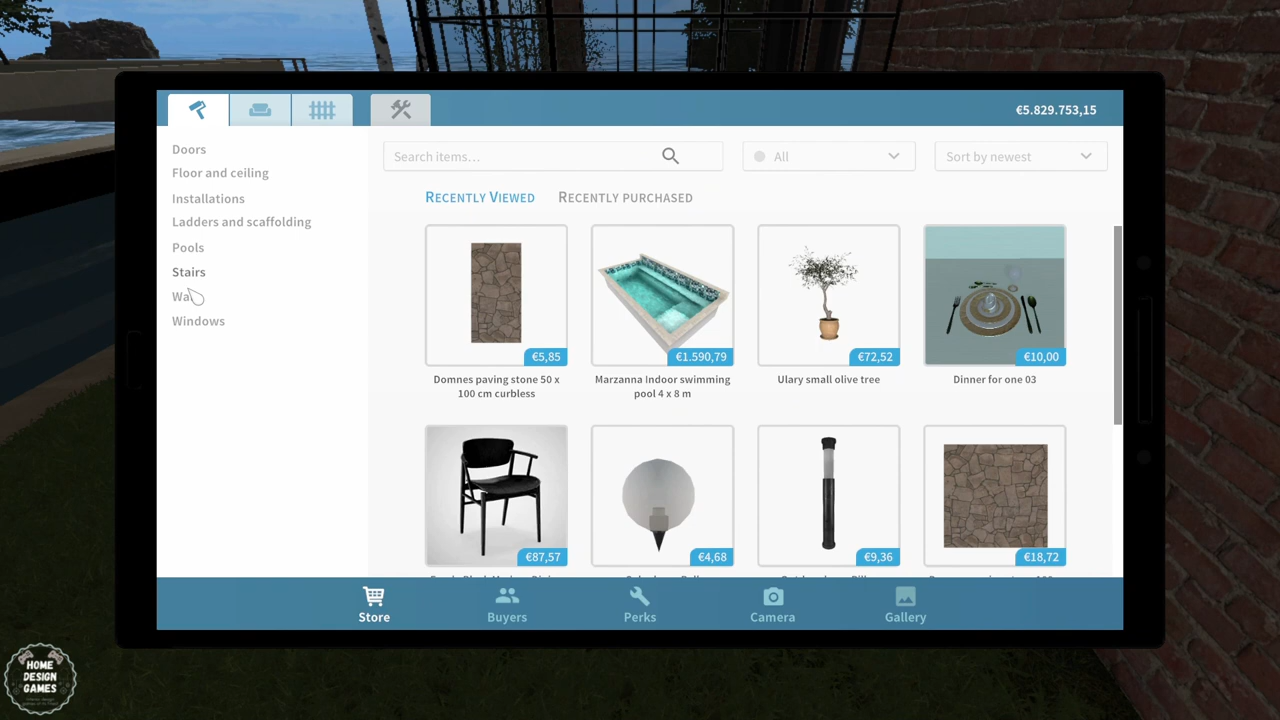 €5.829.753,15
Doors
Floor and ceiling
Installations
Ladders and scaffolding
Pools
Stairs
Windows
Search items...
All
Sort by newest
RECENTLY VIEWED
RECENTLY PURCHASED
€5,85
Domnes paving stone 50 x
100 cm curbless
€1.590,79
Marzanna Indoor swimming
pool 4 x 8 m
€72,52
Ulary small olive tree
€10,00
Dinner for one 03
€87,57
€4,68
€9,36
€18,72
Store
Buyers
Perks
Camera
Gallery
HOME
DESIGN
GAMES